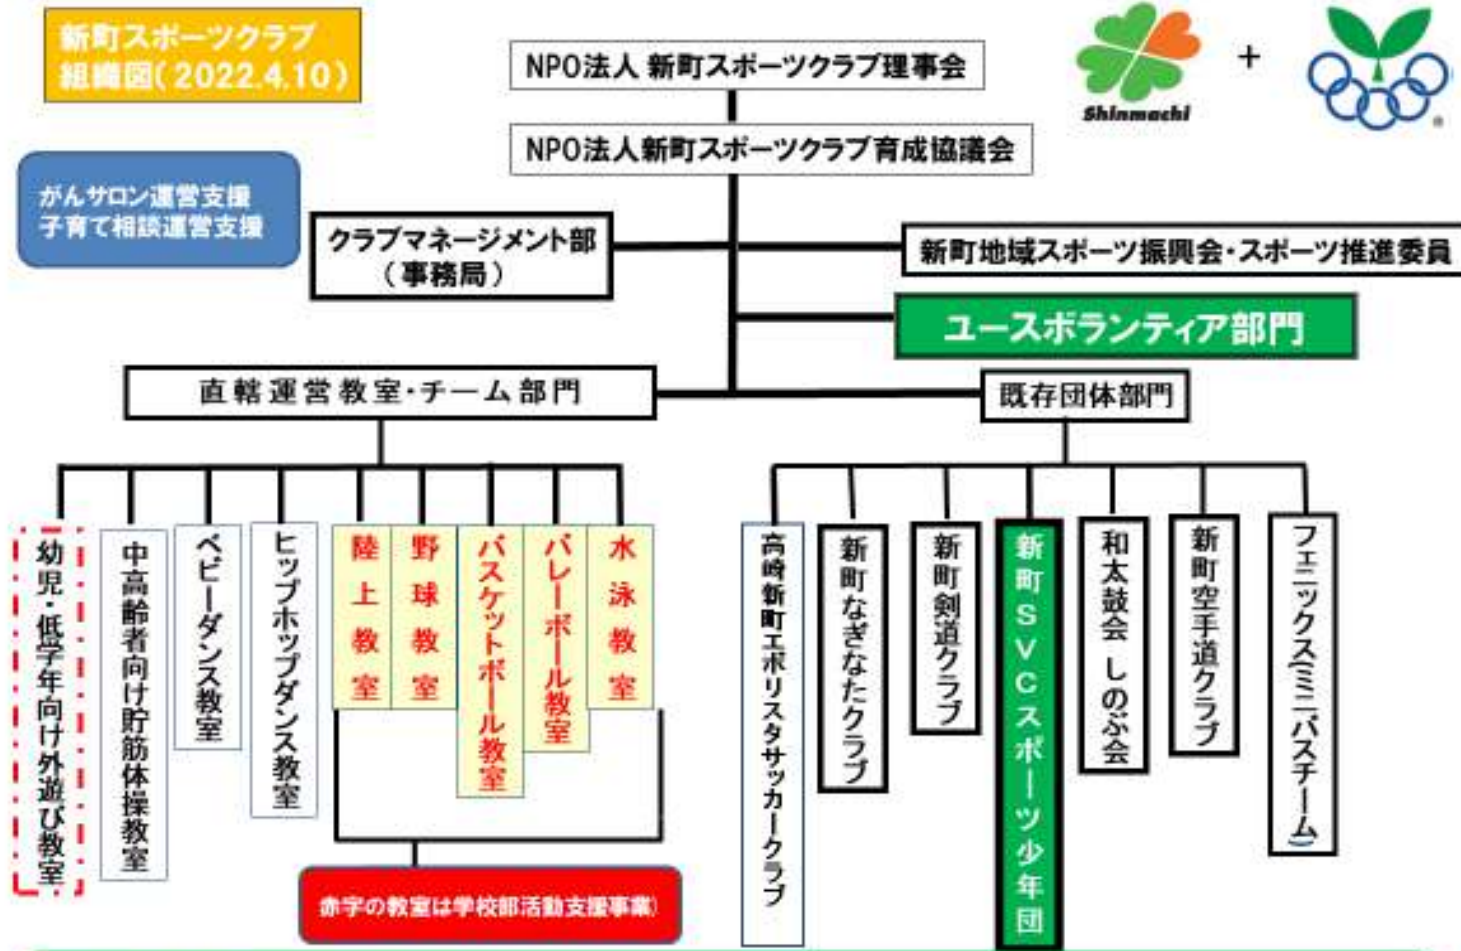 新町スポーツクラブ
組織図(2022.4.10)
NPO法人 新町スポーツクラブ理事会
Shinmachi
+
®
NPO法人新町スポーツクラブ育成協議会
がんサロン運営支援
子育て相談運営支援
クラブマネージメント部
(事務局)
新町地域スポーツ振興会・スポーツ推進委員
ユースボランティア部門
直轄運営教室・チーム部門
既存団体部門
幼児・低学年向け外遊び教室
中高齢者向け貯筋体操教室
ベビーダンス教室
ヒップホップダンス教室
陸上教室
野球教室
バスケットボール教室
バレーボール教室
水泳教室
高崎新町エボリスタサッカークラブ
新町なぎなたクラブ
新町剣道クラブ
新町SVCスポーツ少年団
和太鼓会 しのぶ会
新町空手道クラブ
フェニックス(ミニバスチーム)
赤字の教室は学校部活動支援事業)